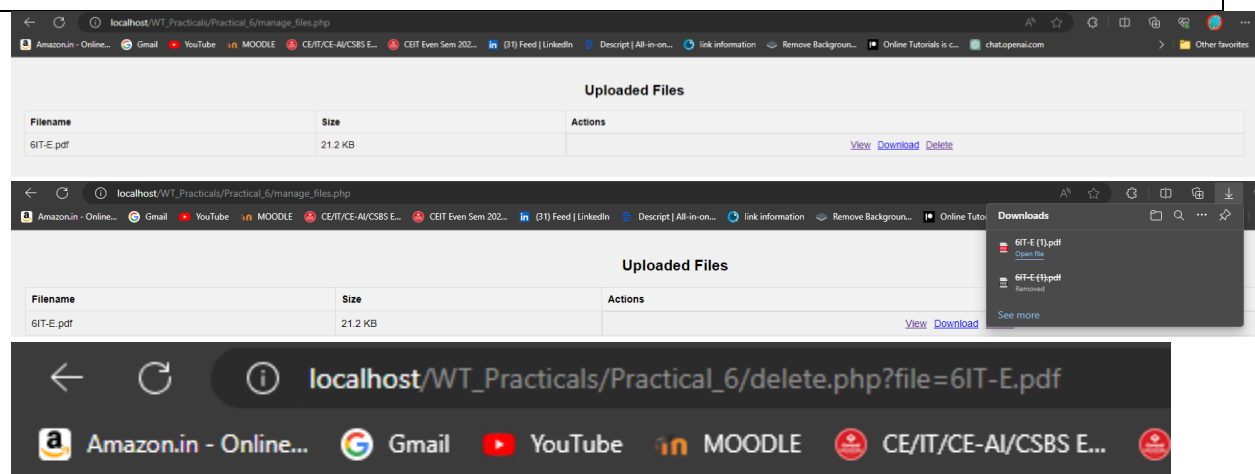 localhost/WT_Practicals/Practical_6/manage_files.php
Amazon.in - Online... Gmail YouTube MOODLE CE/IT/CE-AI/CSBS E... CEIT Even Sem 202... (31) Feed | LinkedIn Descript | All-in-on... link information Remove Backgroun... Online Tutorials is c... chat.openai.com Other favorites
Uploaded Files
Filename Size Actions
6IT-E.pdf 21.2 KB View Download Delete
localhost/WT_Practicals/Practical_6/manage_files.php
Amazon.in - Online... Gmail YouTube MOODLE CE/IT/CE-AI/CSBS E... CEIT Even Sem 202... (31) Feed | LinkedIn Descript | All-in-on... link information Remove Backgroun... Online Tuto
Downloads
6IT-E (1).pdf
Open file
6IT-E (1).pdf
Removed
See more
Uploaded Files
Filename Size Actions
6IT-E.pdf 21.2 KB View Download
localhost/WT_Practicals/Practical_6/delete.php?file=6IT-E.pdf
Amazon.in - Online... Gmail YouTube MOODLE CE/IT/CE-AI/CSBS E...